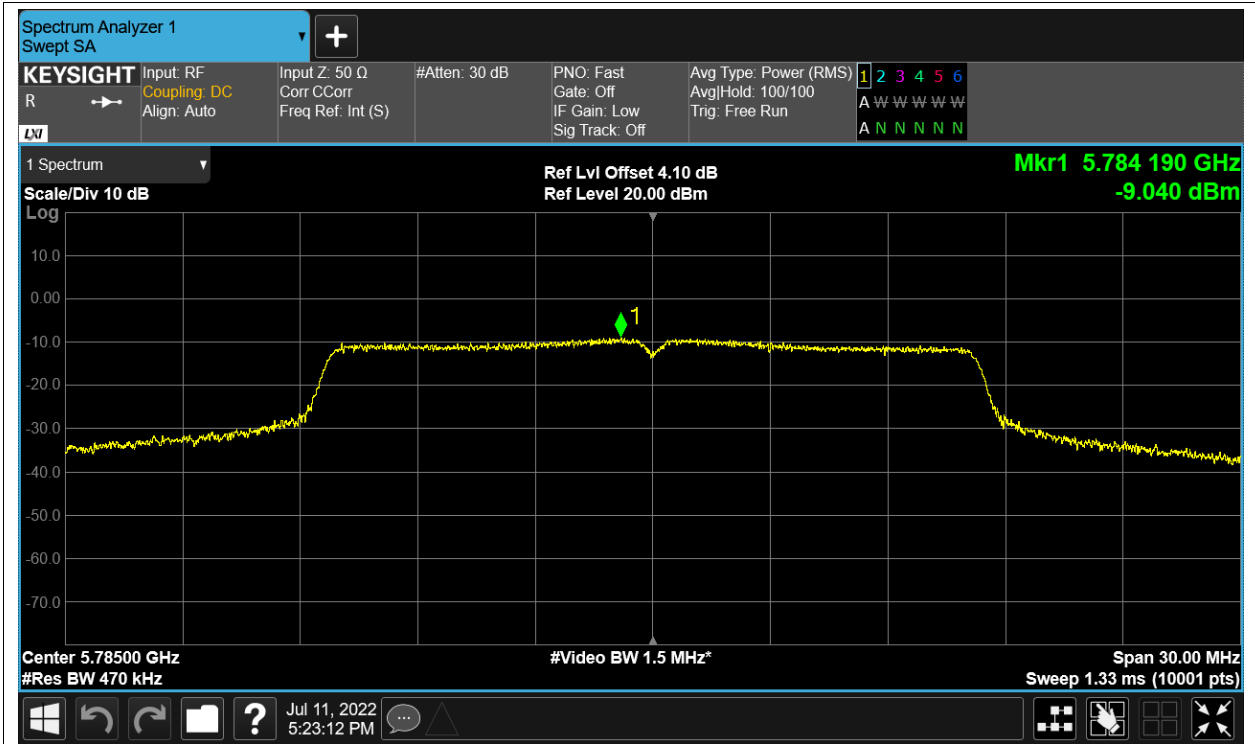 Spectrum Analyzer 1
Swept SA
KEYSIGHT
R
LXI
Input: RF
Coupling: DC
Align: Auto
Input Z: 50 Ω
Corr CCorr
Freq Ref: Int (S)
#Atten: 30 dB
PNO: Fast
Gate: Off
IF Gain: Low
Sig Track: Off
Avg Type: Power (RMS)
Avg|Hold: 100/100
Trig: Free Run
1 2 3 4 5 6
A W W W W W
A N N N N N
1 Spectrum
Scale/Div 10 dB
Log
Ref Lvl Offset 4.10 dB
Ref Level 20.00 dBm
Mkr1 5.784 190 GHz
-9.040 dBm
10.0
0.00
-10.0
-20.0
-30.0
-40.0
-50.0
-60.0
-70.0
1
Center 5.78500 GHz
#Res BW 470 kHz
#Video BW 1.5 MHz*
Span 30.00 MHz
Sweep 1.33 ms (10001 pts)
?
Jul 11, 2022
5:23:12 PM